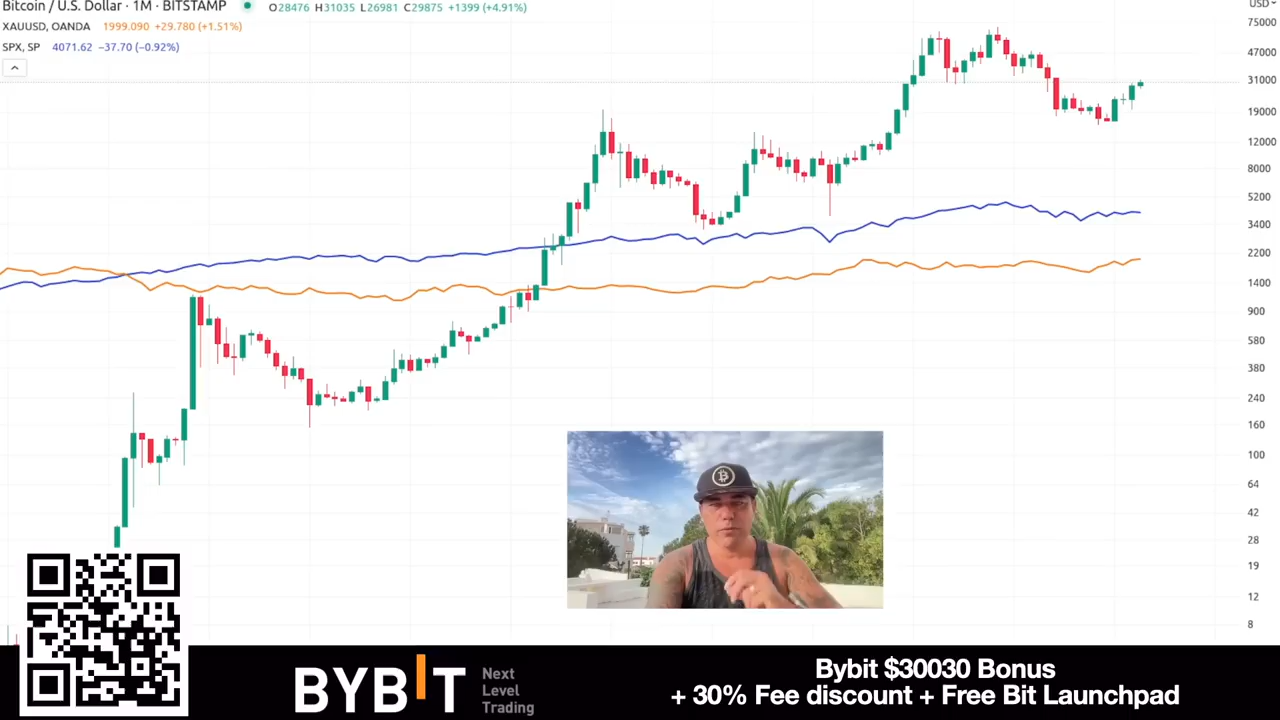 Bitcoin / U.S. Dollar · 1M · BITSTAMP O28476 H31035 L26981 C29875 +1399 (+4.91%)
USD
XAUUSD, OANDA 1999.090 +29.780 (+1.51%)
SPX, SP 4071.62 −37.70 (−0.92%)
75000
47000
31000
19000
12000
8000
5200
3400
2200
1400
900
580
380
240
160
100
64
42
28
19
12
8
BYBIT
Next
Level
Trading
Bybit $30030 Bonus
+ 30% Fee discount + Free Bit Launchpad